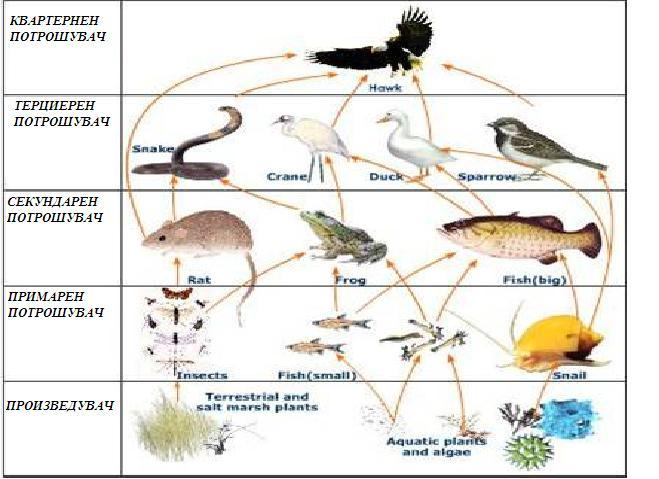 КВАРТЕРНЕН
ПОТРОШУВАЧ
Howk
ТЕРЦИЕРЕН
ПОТРОШУВАЧ
Snake
Crane
Duck
Sparrow
СЕКУНДАРЕН
ПОТРОШУВАЧ
Rat
Frog
Fish(big)
ПРИМАРЕН
ПОТРОШУВАЧ
Insects
Fish(small)
Snail
ПРОИЗВЕДУВАЧ
Terrestrial and
salt marsh plants
Aquatic plants
and algae